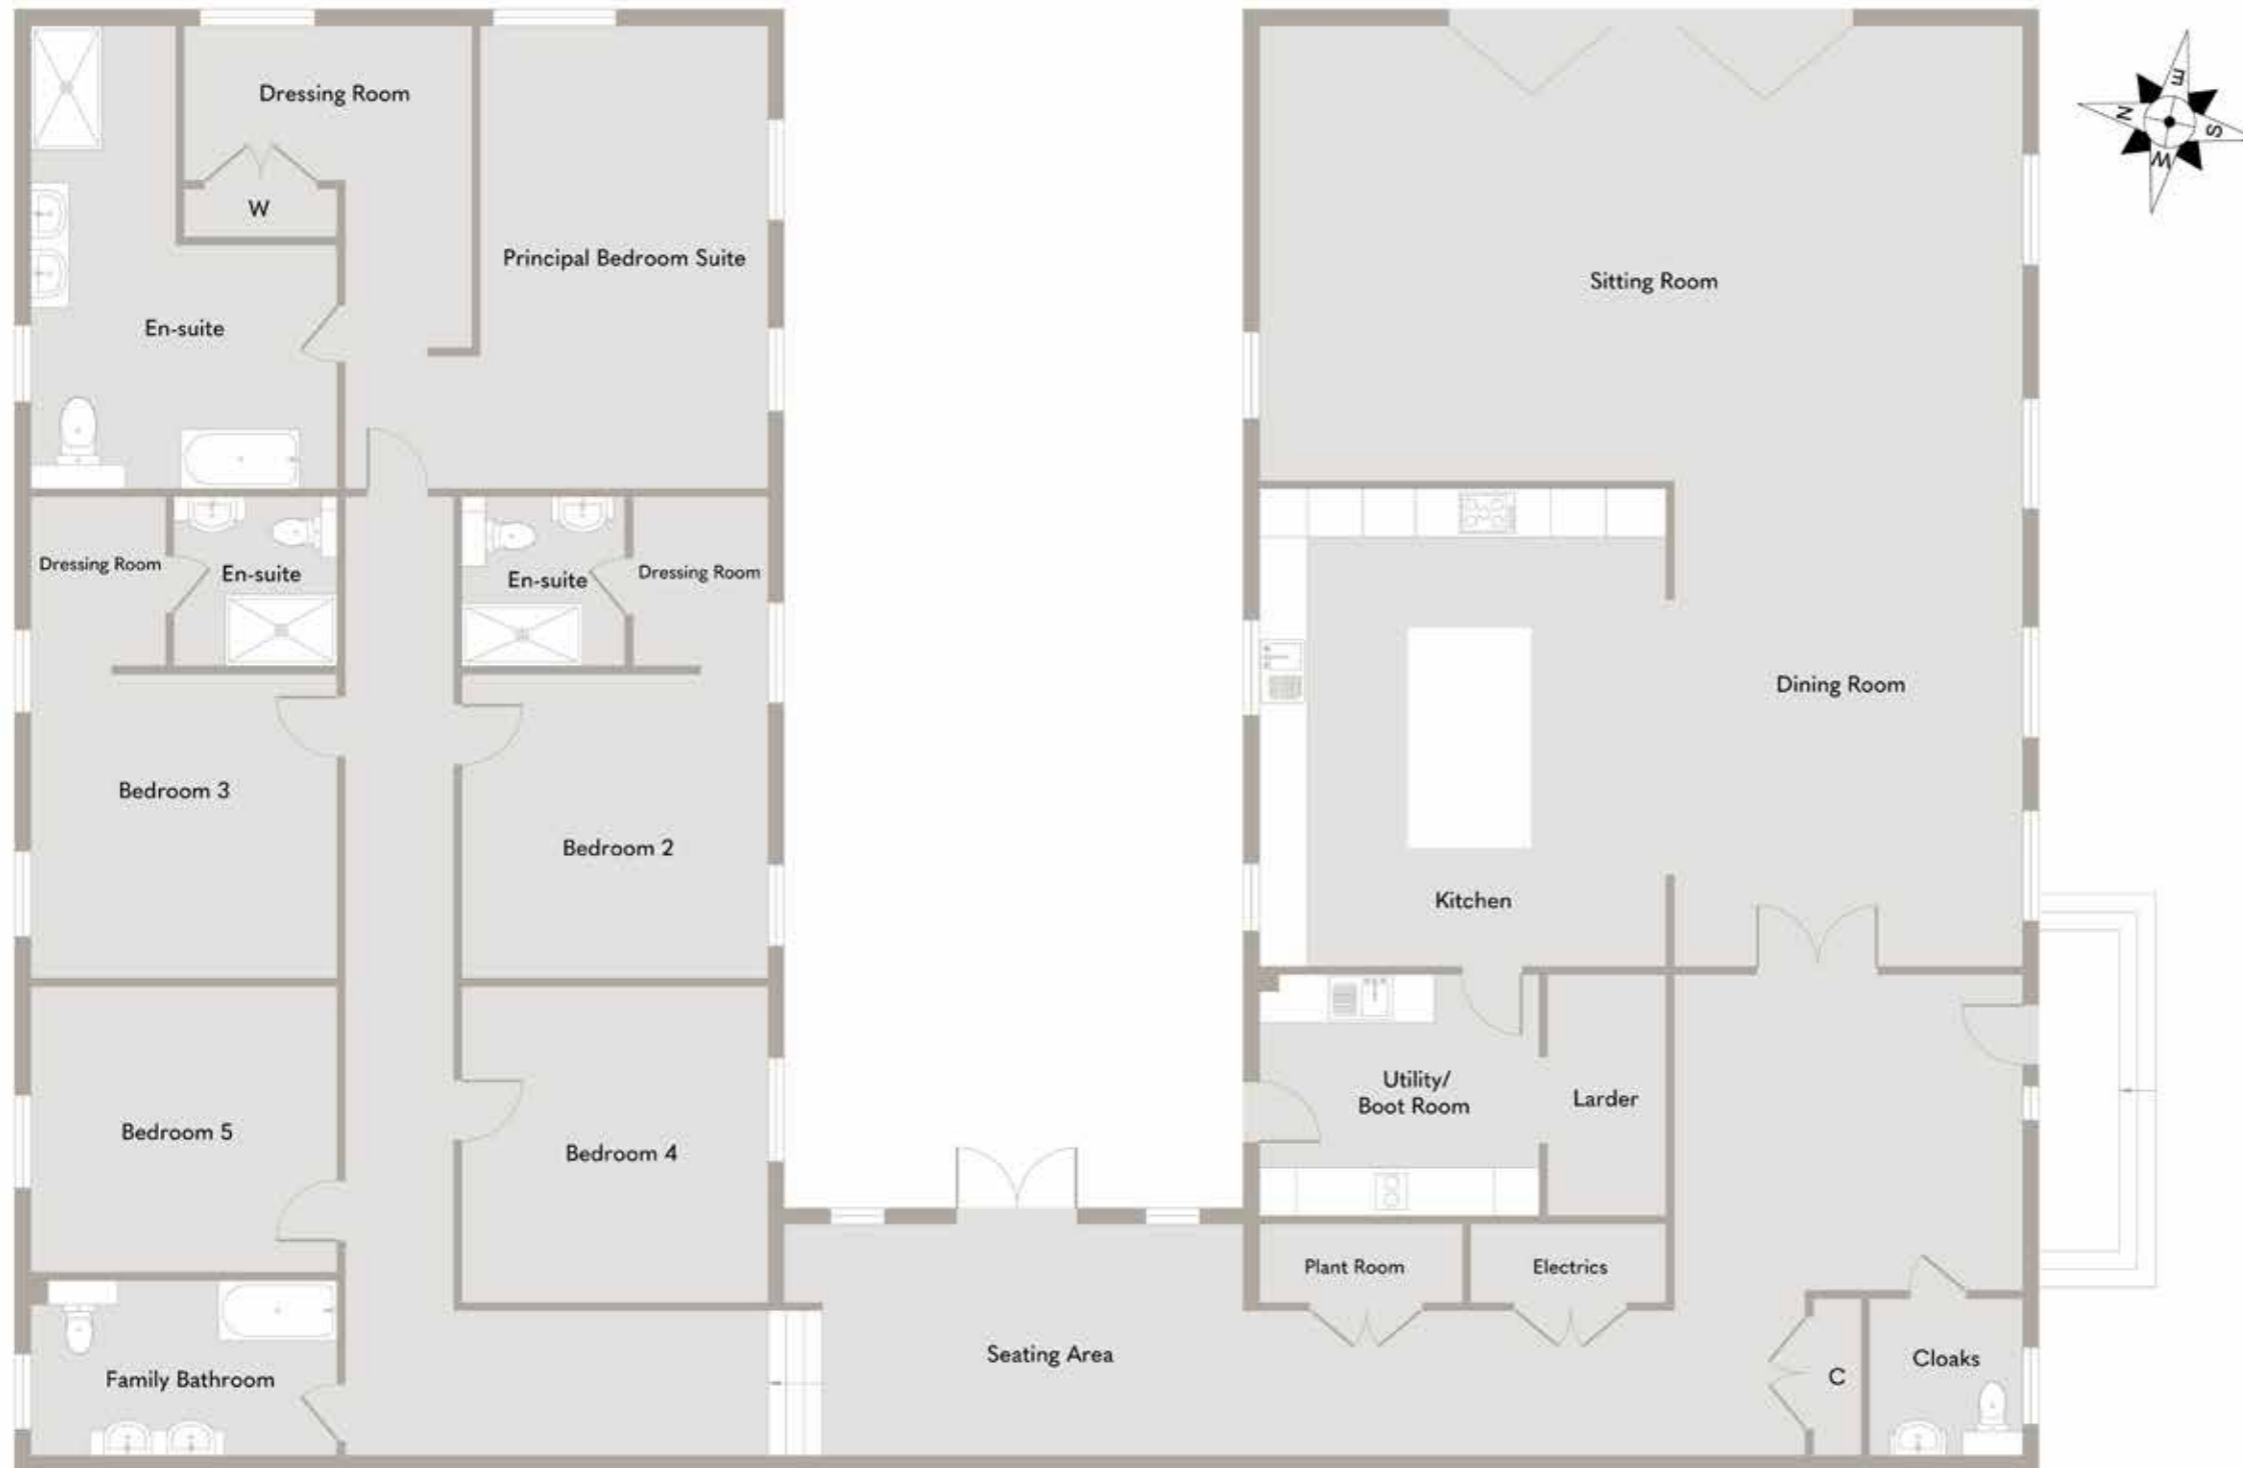 Dressing Room
W
Principal Bedroom Suite
En-suite
Sitting Room
E
N
S
W
Dressing Room
En-suite
En-suite
Dressing Room
Dining Room
Bedroom 3
Bedroom 2
Kitchen
Utility/
Boot Room
Larder
Bedroom 5
Bedroom 4
Plant Room
Electrics
Seating Area
Family Bathroom
C
Cloaks